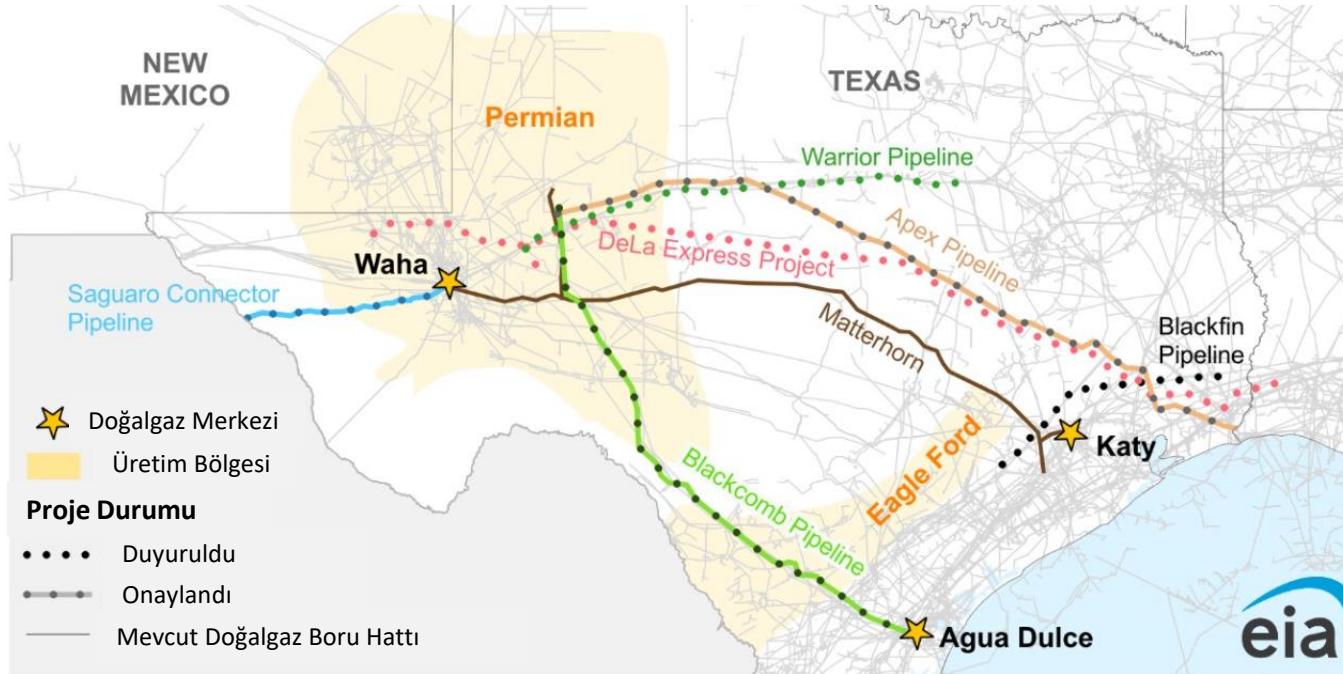 NEW
MEXICO
TEXAS
Permian
Warrior Pipeline
Apex Pipeline
DeLa Express Project
Waha
Saguaro Connector
Pipeline
Matterhorn
Blackfin
Pipeline
Katy
Eagle Ford
Blackcomb Pipeline
Agua Dulce
Doğalgaz Merkezi
Üretim Bölgesi
Proje Durumu
Duyuruldu
Onaylandı
Mevcut Doğalgaz Boru Hattı
eia